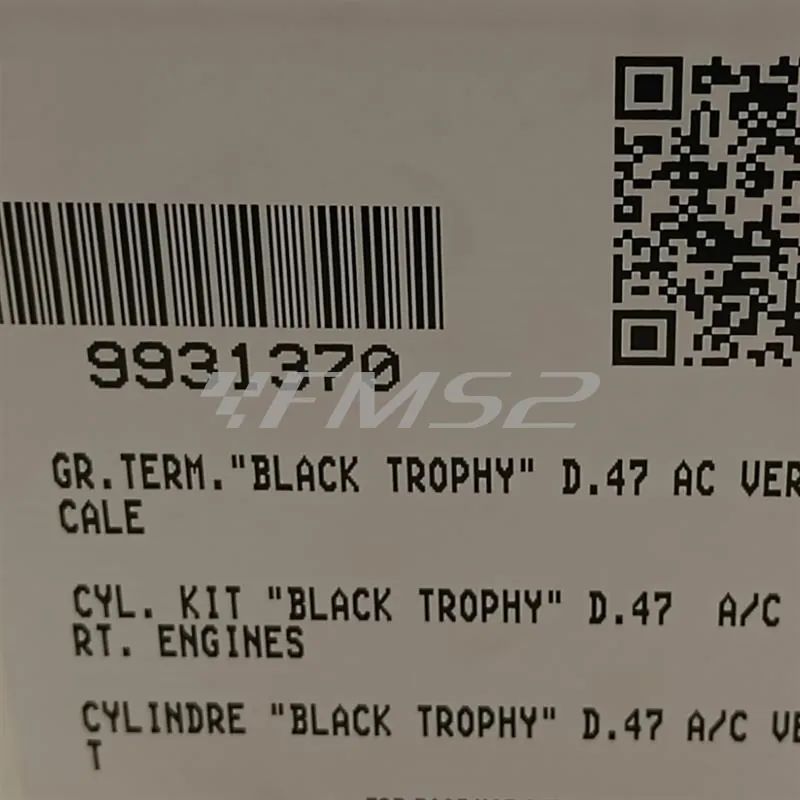 9931370
FMS2
GR.TERM."BLACK TROPHY" D.47 AC VER
CALE
CYL. KIT "BLACK TROPHY" D.47 A/C
RT. ENGINES
CYLINDRE "BLACK TROPHY" D.47 A/C VE
T